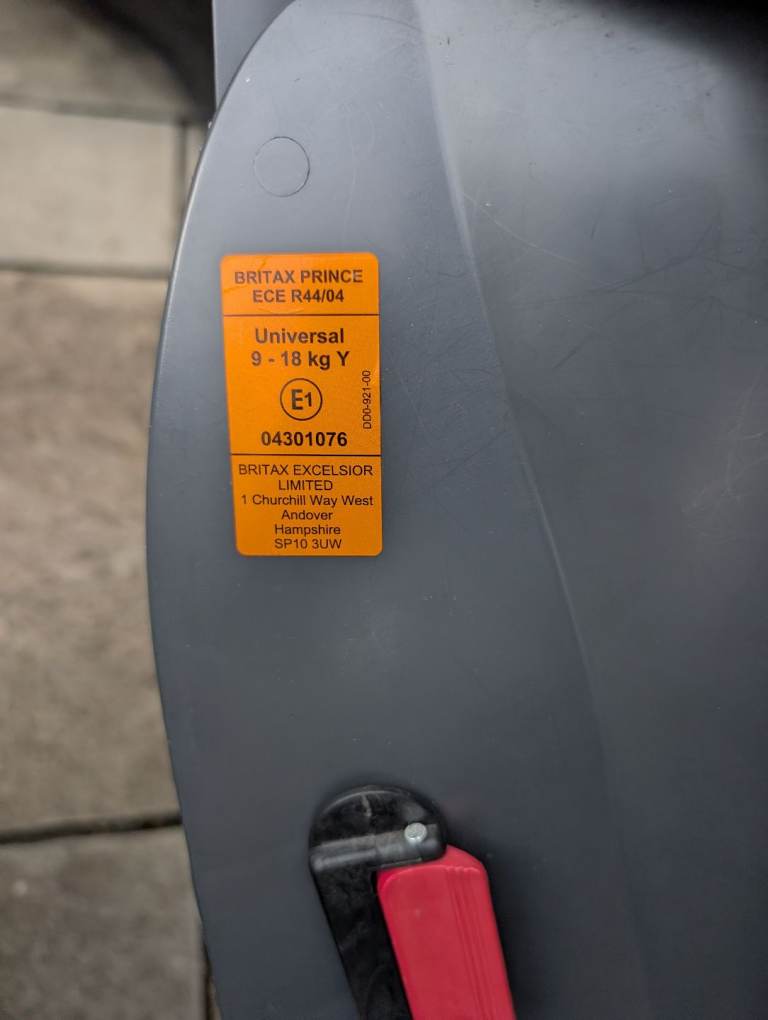 BRITAX PRINCE
ECE R44/04
Universal
9 - 18 kg Y
E1
DD0-921-00
04301076
BRITAX EXCELSIOR
LIMITED
1 Churchill Way West
Andover
Hampshire
SP10 3UW